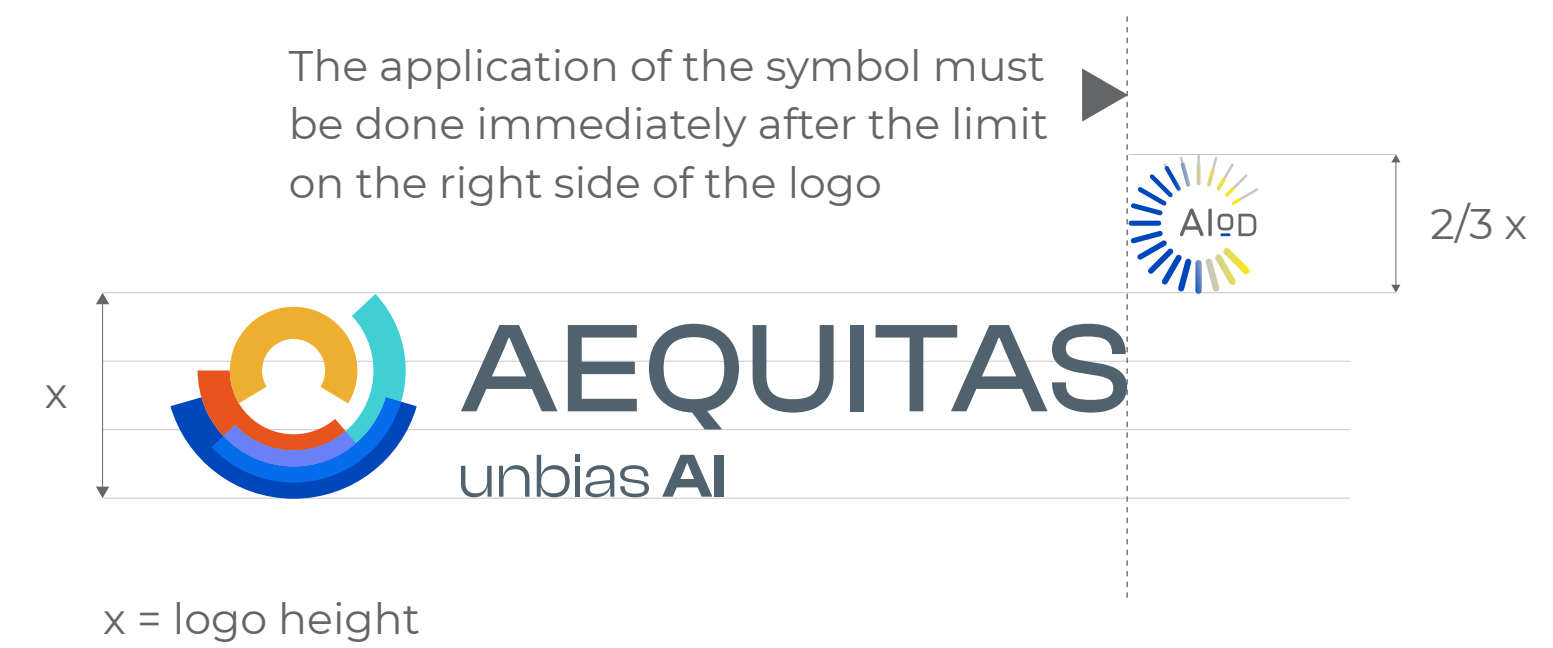 The application of the symbol must
be done immediately after the limit
on the right side of the logo
AIoD
2/3 x
x
AEQUITAS
unbias AI
x = logo height